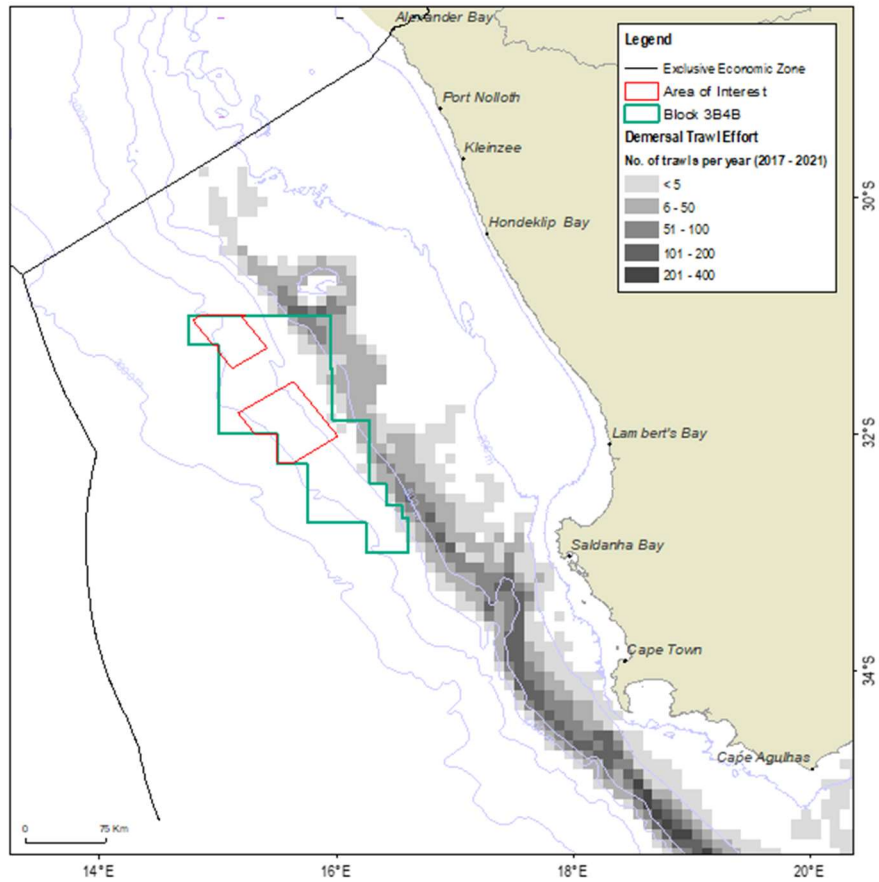 Alexander Bay
Port Nolloth
Kleinzee
Hondeklip Bay
Lambert's Bay
Saldanha Bay
Cape Town
Cape Agulhas
Legend
Exclusive Economic Zone
Area of Interest
Block 3B4B
Demersal Trawl Effort
No. of trawls per year (2017 - 2021)
< 5
6 - 50
51 - 100
101 - 200
201 - 400
30°S
32°S
34°S
0 75 Km
14°E 16°E 18°E 20°E